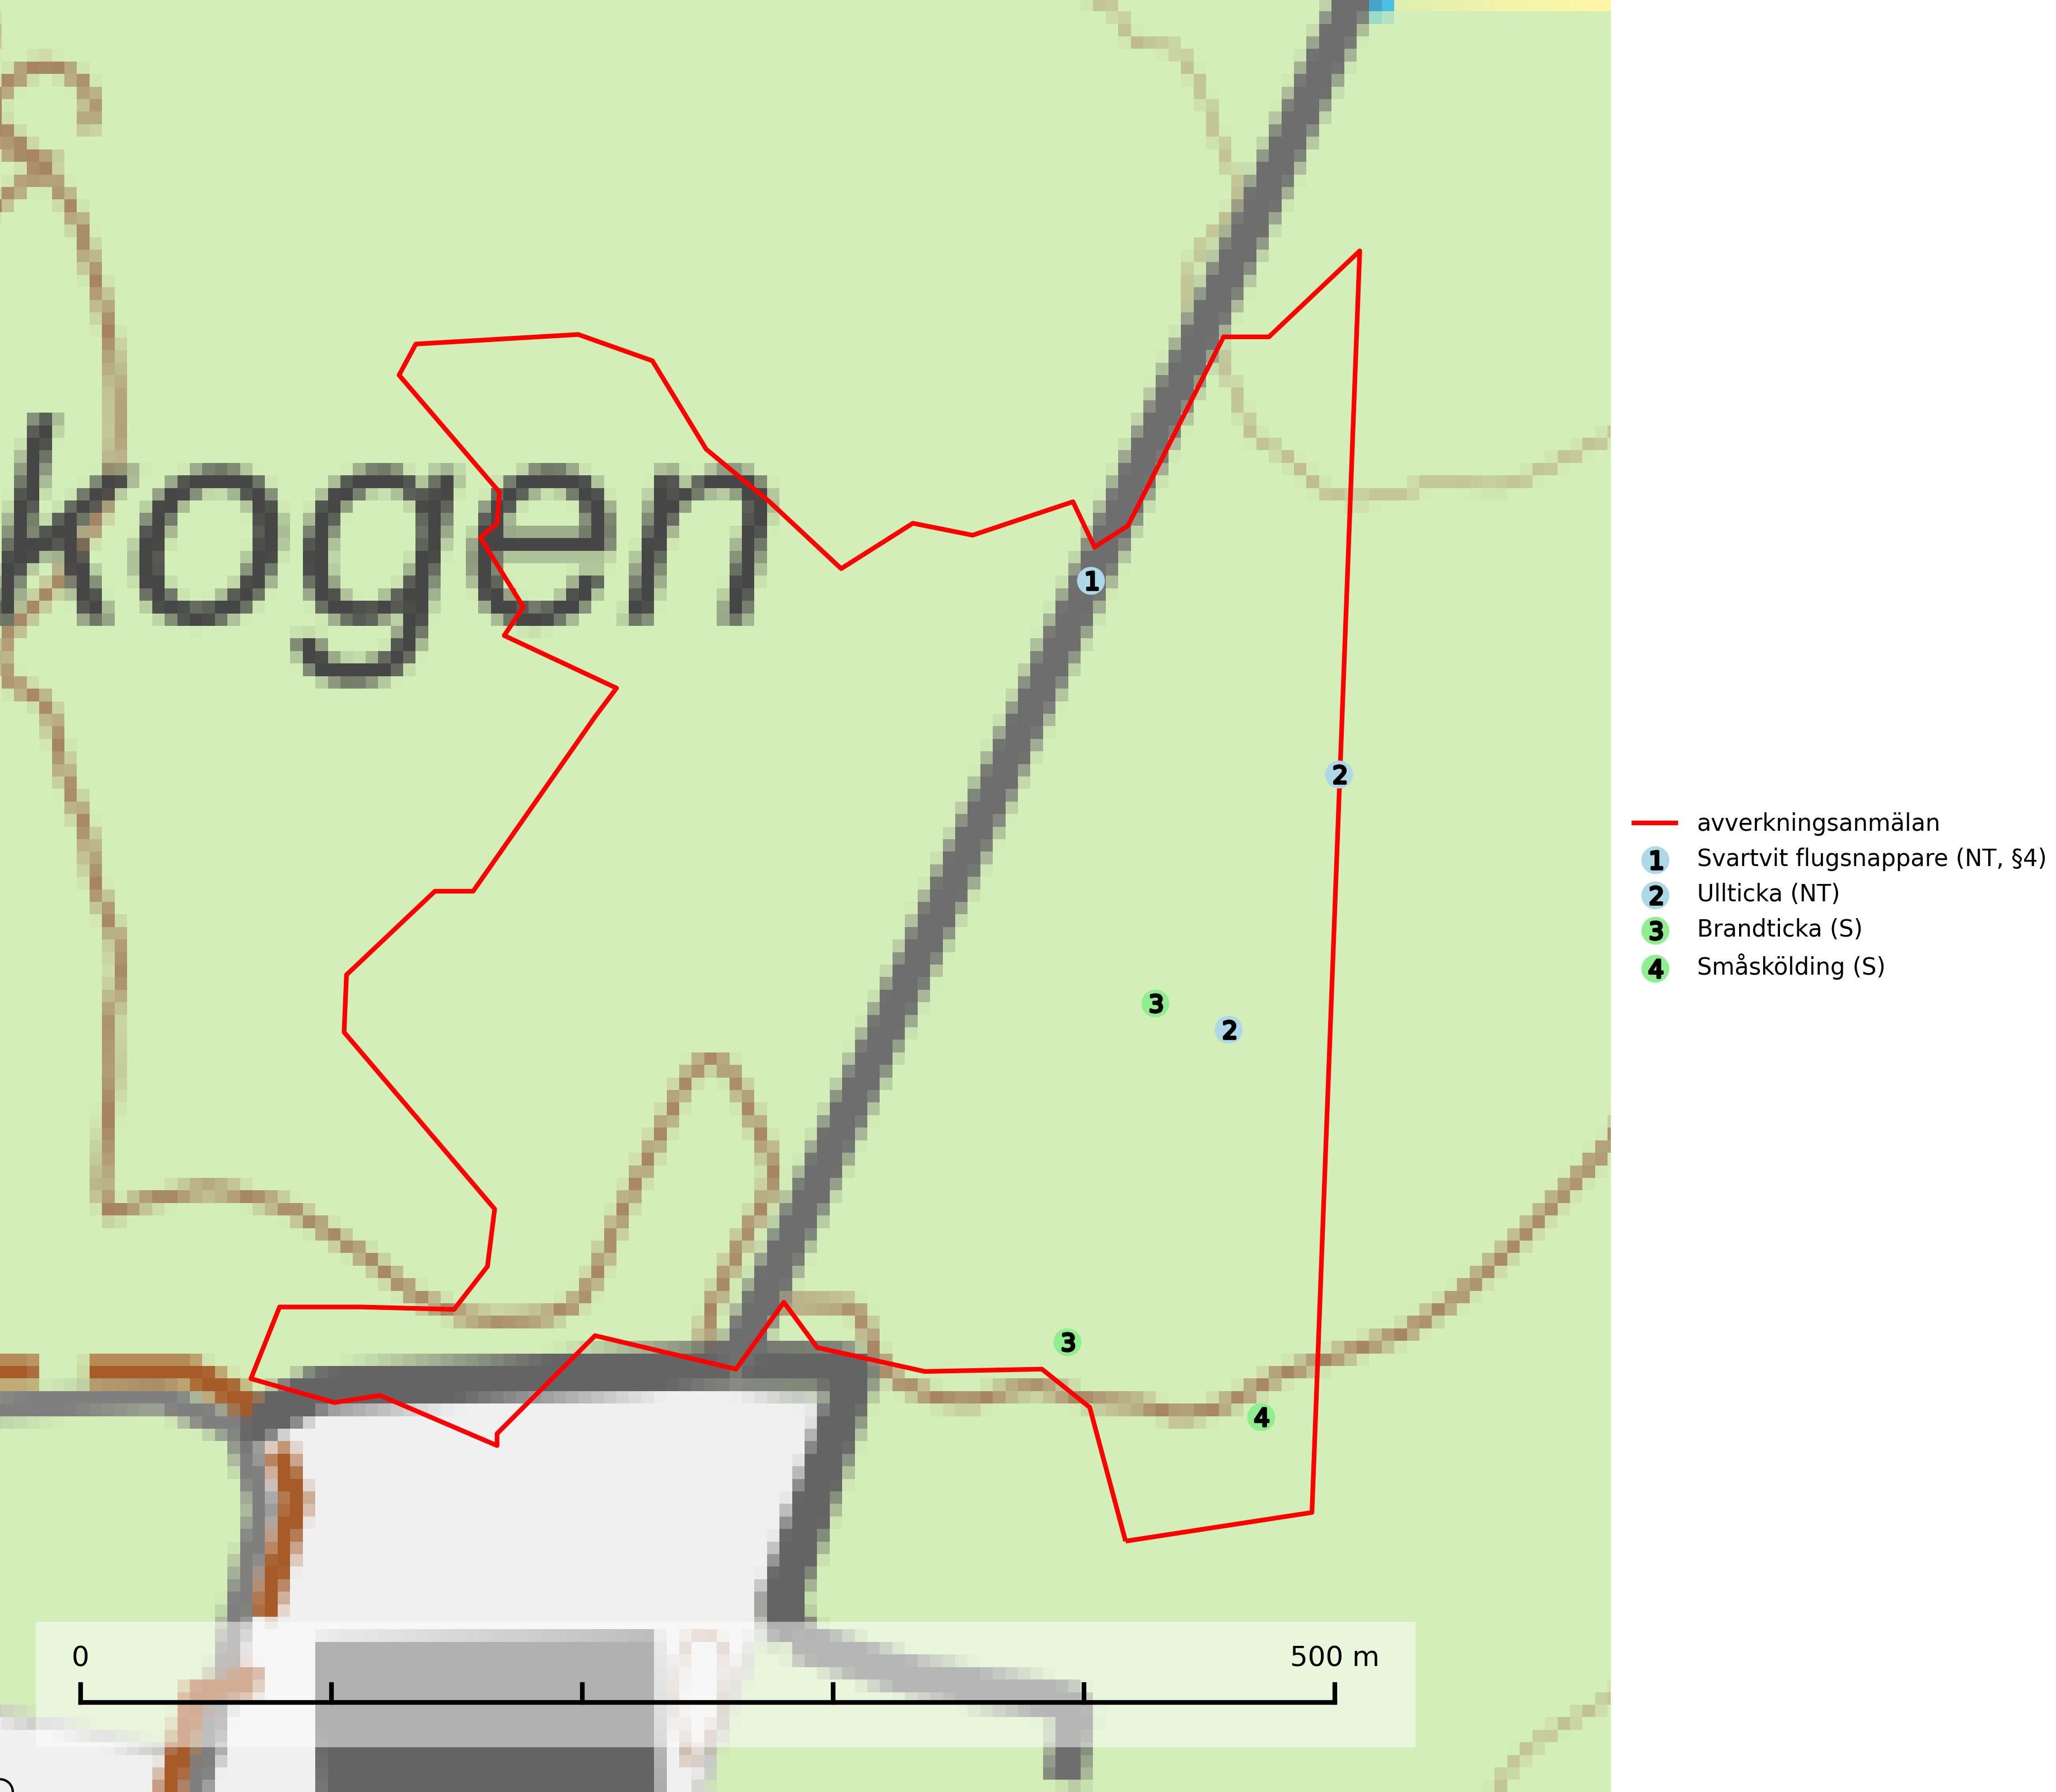 kogen
1
2
3
2
3
4
0 500 m
avverkningsanmälan
1 Svartvit flugsnappare (NT, §4)
2 Ullticka (NT)
3 Brandticka (S)
4 Småskölding (S)